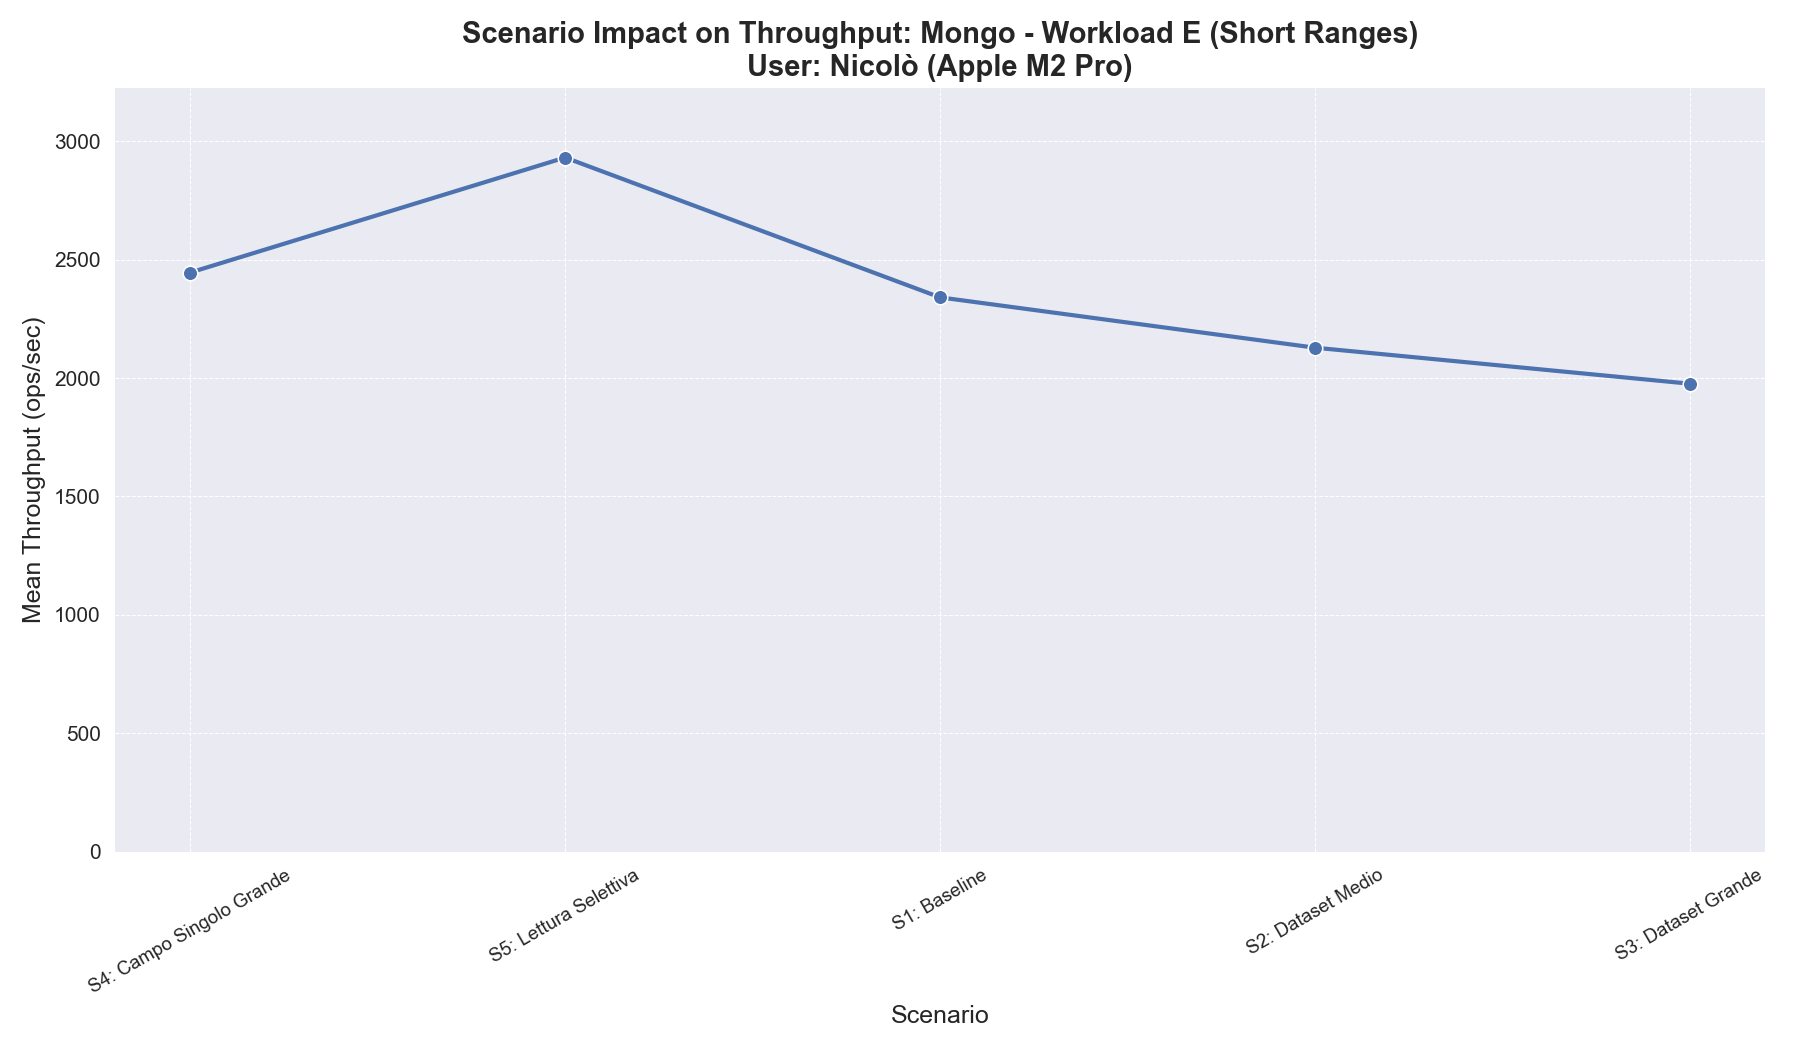 Scenario Impact on Throughput: Mongo - Workload E (Short Ranges)
User: Nicolò (Apple M2 Pro)
Mean Throughput (ops/sec)
3000
2500
2000
1500
1000
500
0
S4: Campo Singolo Grande
S5: Lettura Selettiva
S1: Baseline
S2: Dataset Medio
S3: Dataset Grande
Scenario